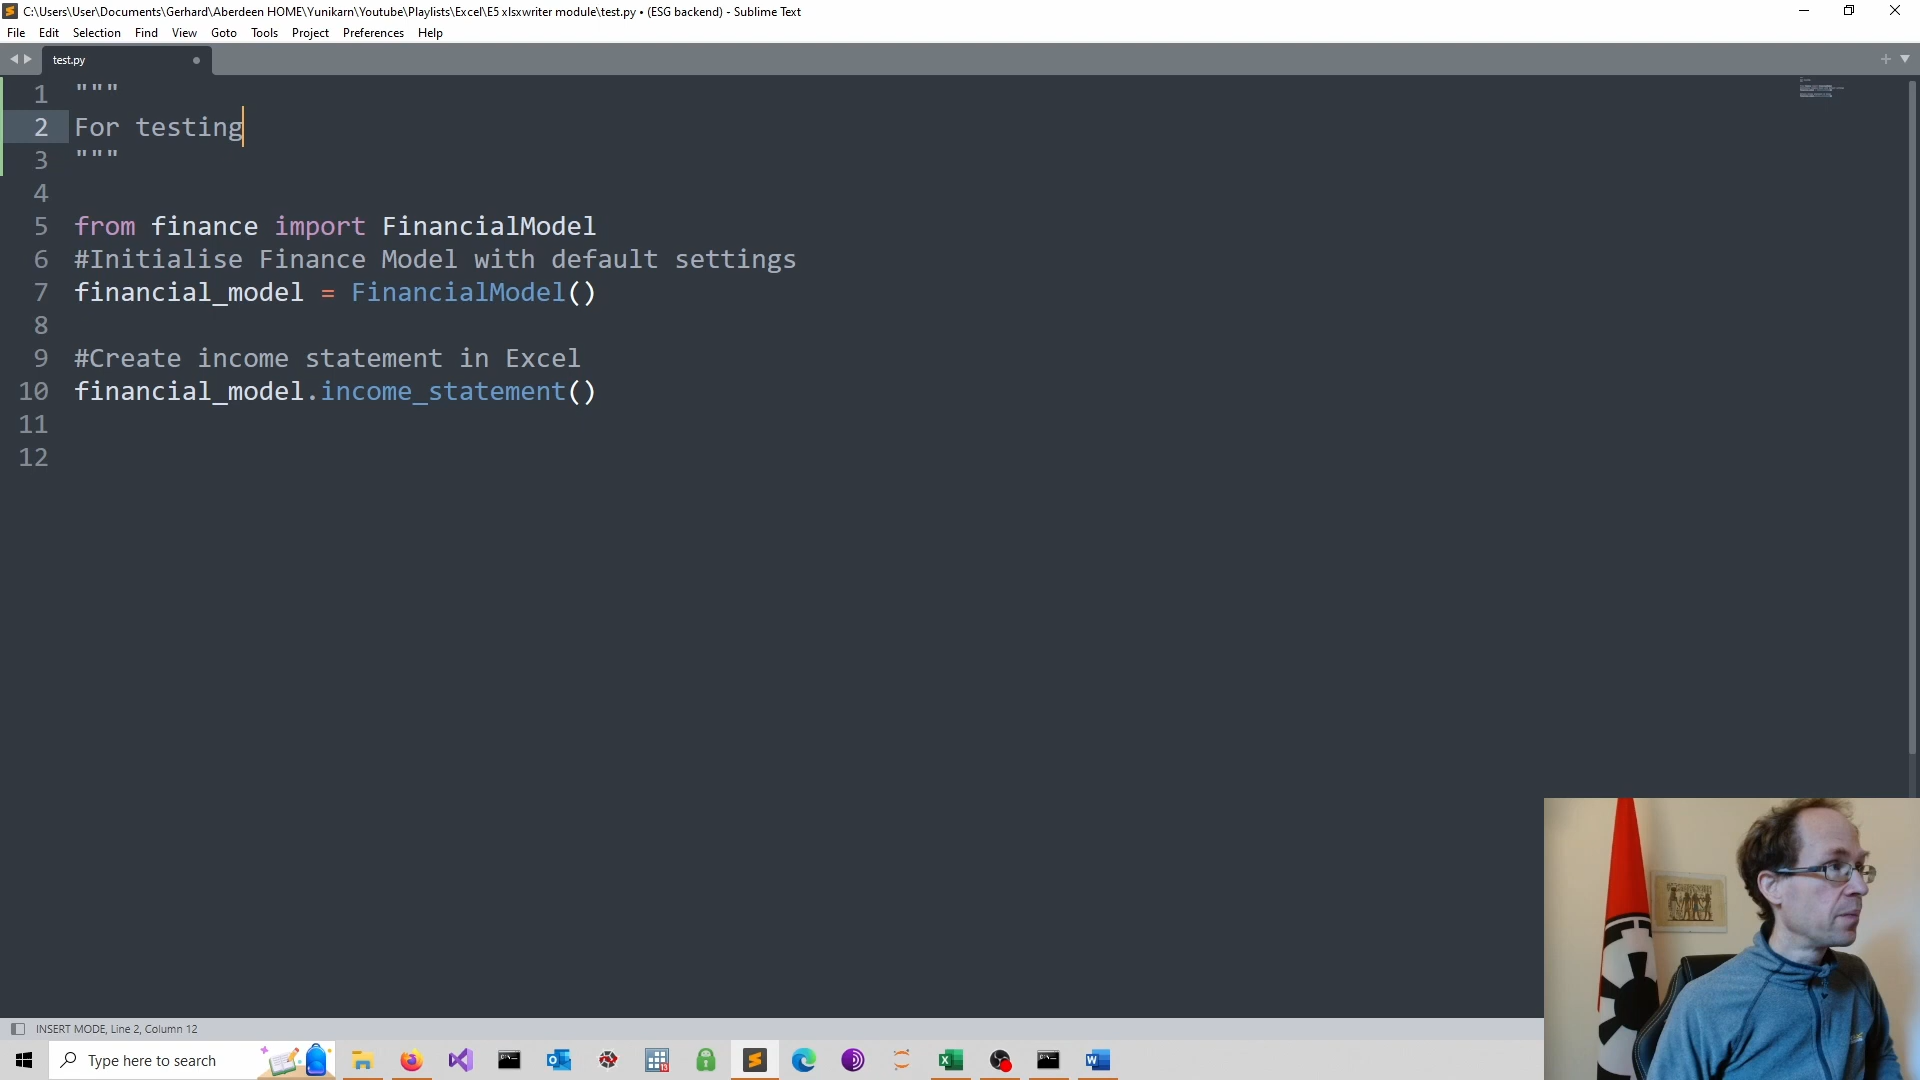 C:\Users\User\Documents\Gerhard\Aberdeen HOME\Yunikarn\Youtube\Playlists\Excel\E5 xlsxwriter module\test.py • (ESG backend) - Sublime Text
File Edit Selection Find View Goto Tools Project Preferences Help
test.py
1 """
2 For testing
3 """
4
5 from finance import FinancialModel
6 #Initialise Finance Model with default settings
7 financial_model = FinancialModel()
8
9 #Create income statement in Excel
10 financial_model.income_statement()
11
12
INSERT MODE, Line 2, Column 12
Type here to search